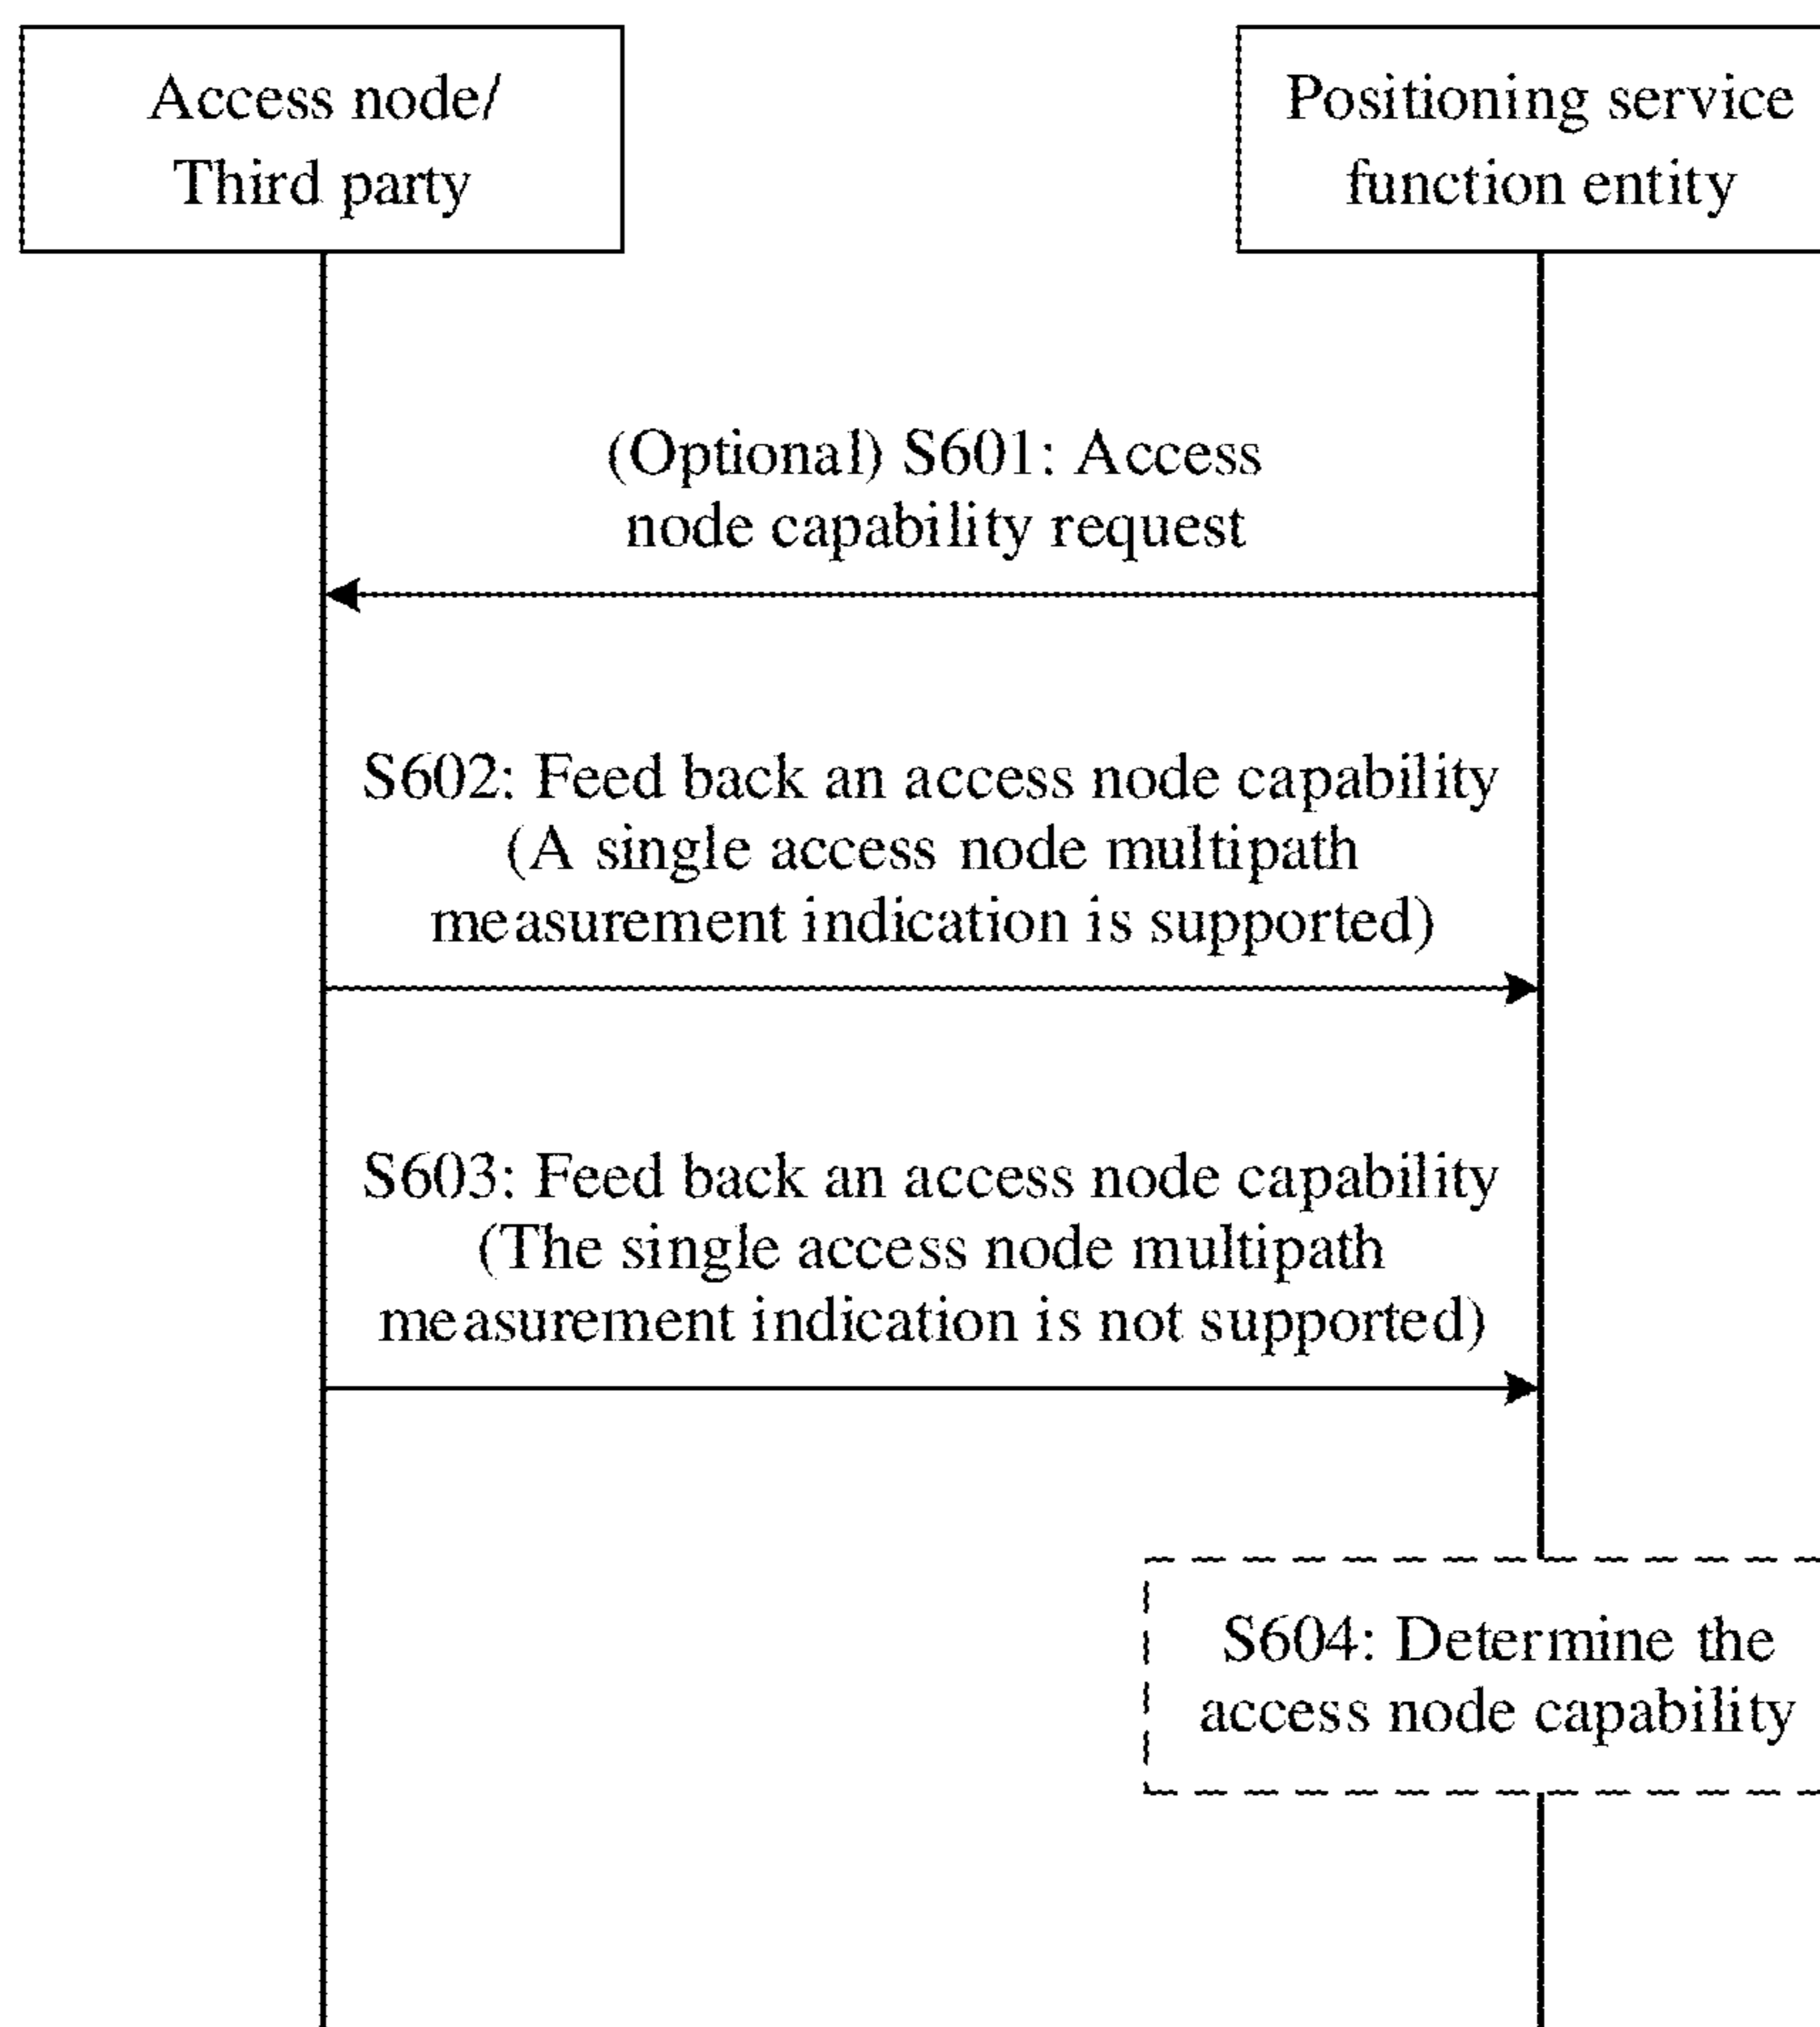 Access node/
Third party
Positioning service
function entity
(Optional) S601: Access
node capability request
S602: Feed back an access node capability
(A single access node multipath
measurement indication is supported)
S603: Feed back an access node capability
(The single access node multipath
measurement indication is not supported)
S604: Determine the
access node capability